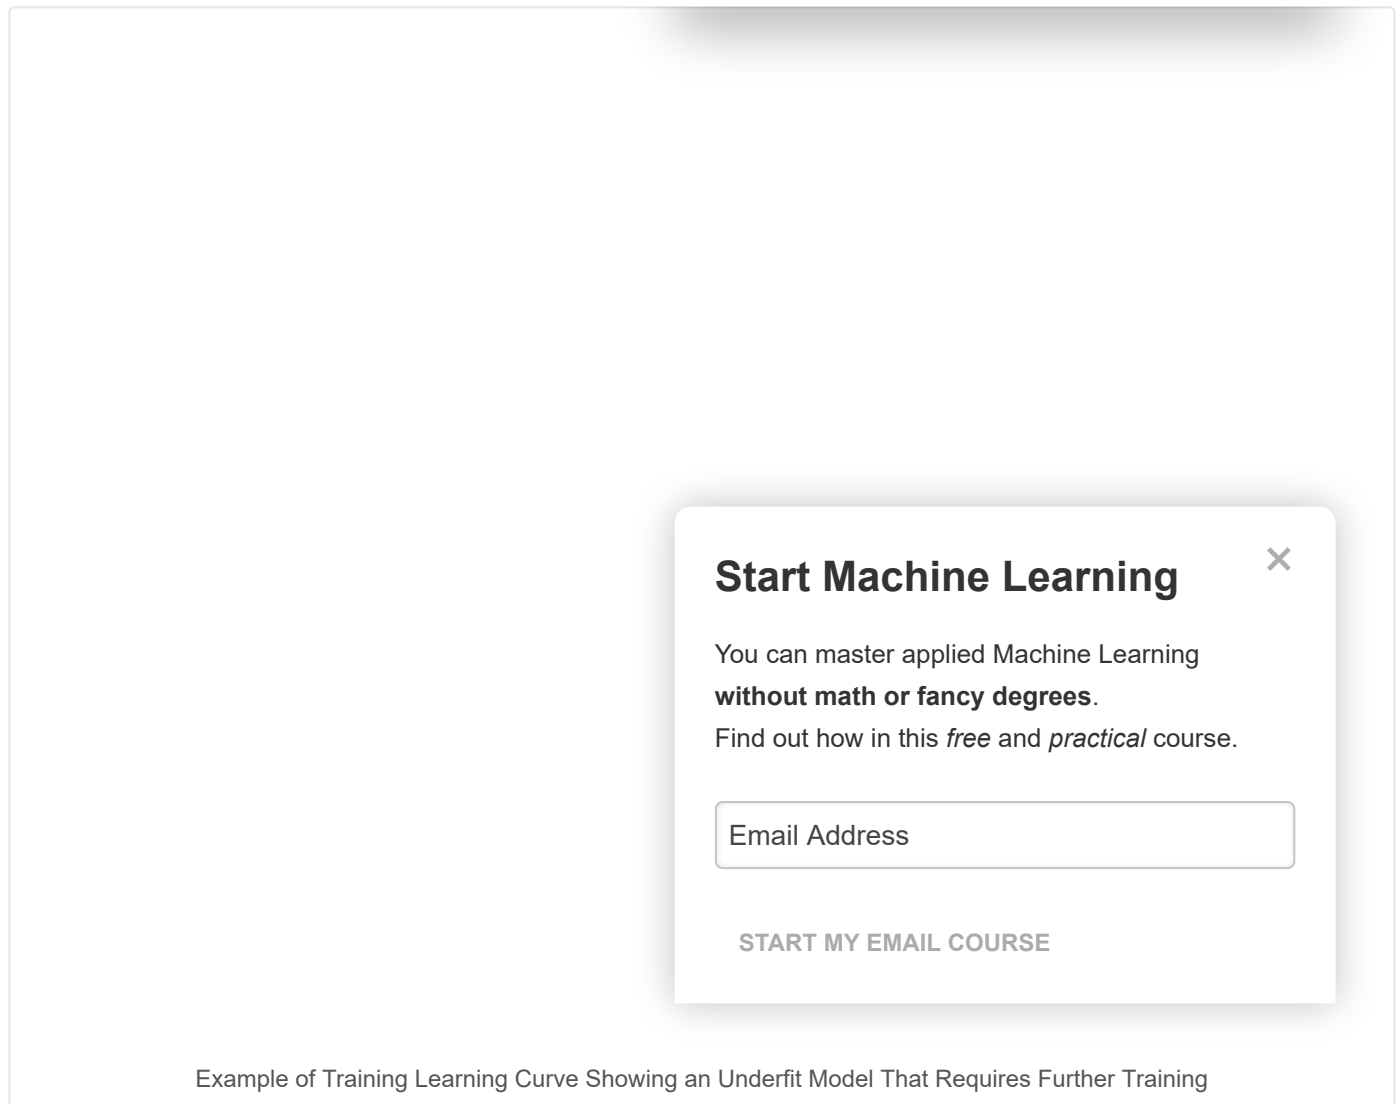 Start Machine Learning
You can master applied Machine Learning
without math or fancy degrees.
Find out how in this free and practical course.
Email Address
START MY EMAIL COURSE
Example of Training Learning Curve Showing an Underfit Model That Requires Further Training